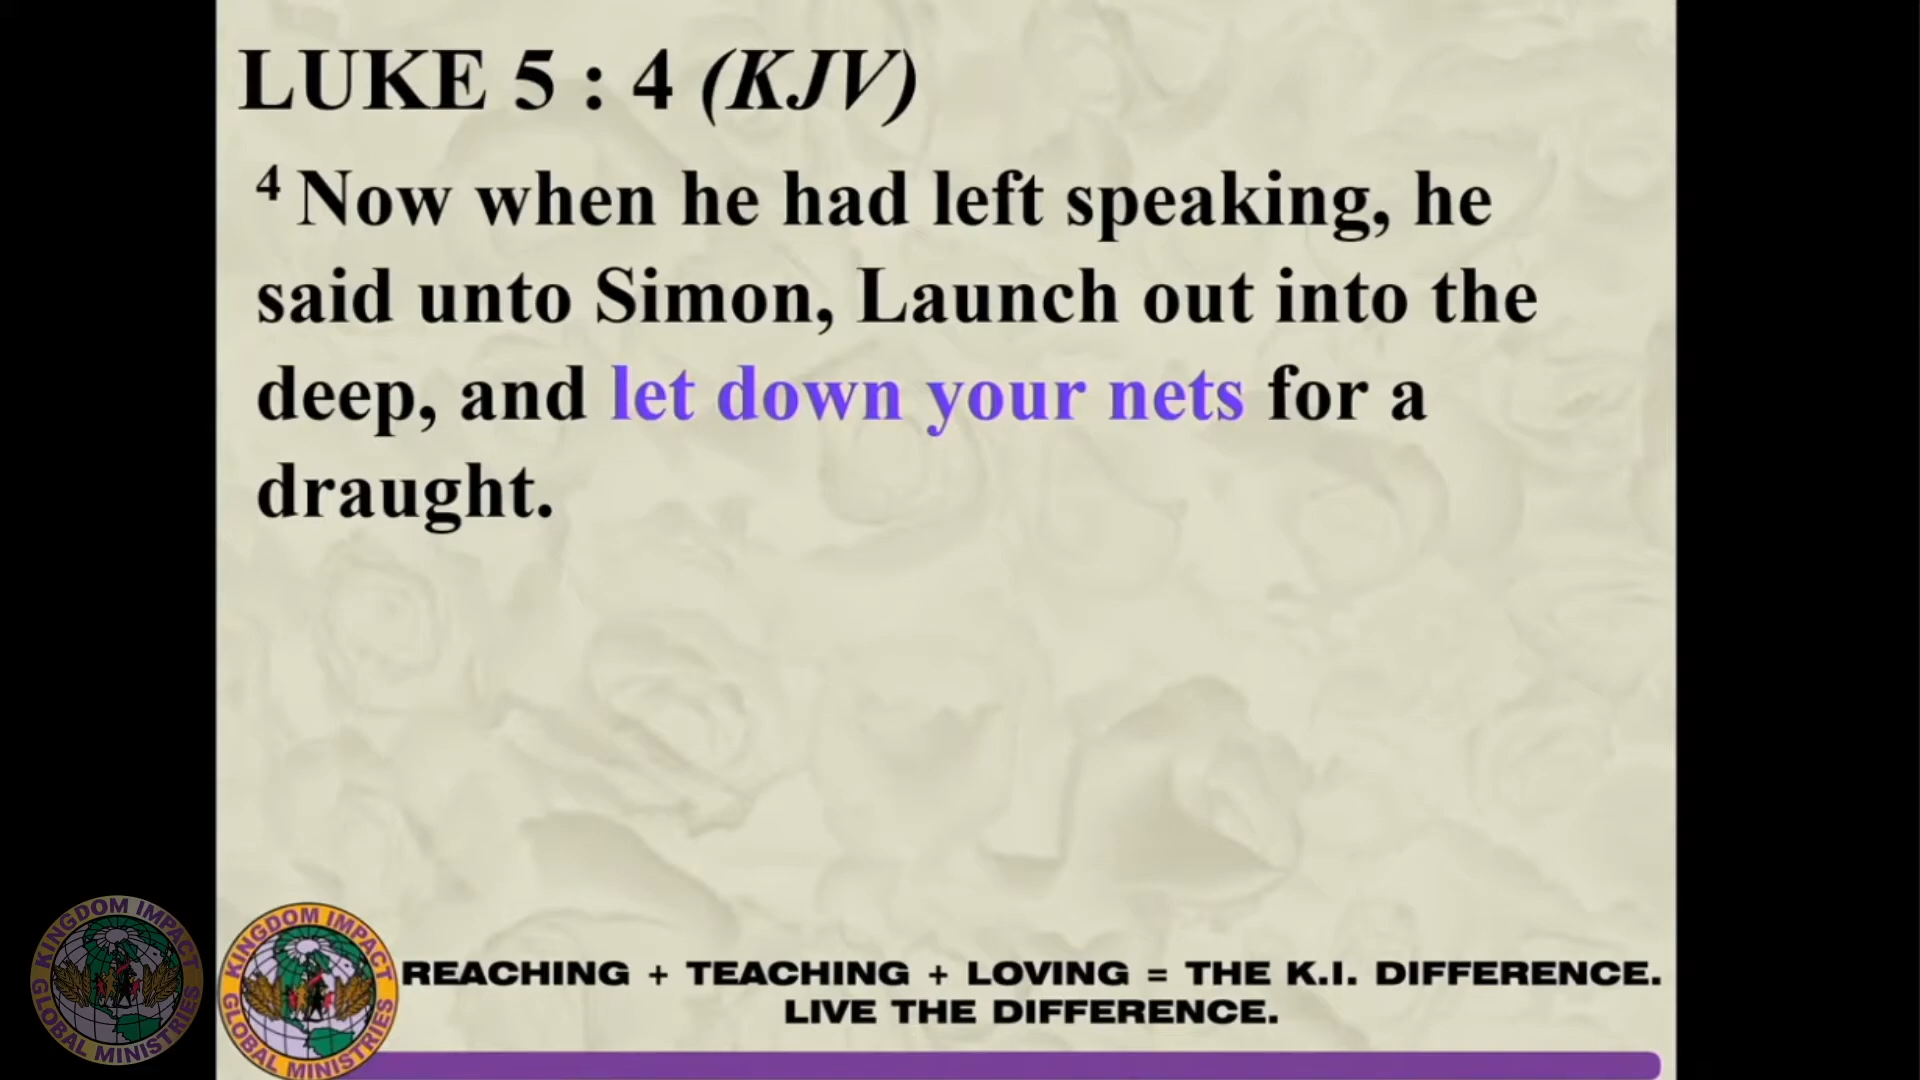 LUKE 5 : 4 (KJV)
4 Now when he had left speaking, he
said unto Simon, Launch out into the
deep, and let down your nets for a
draught.
KINGDOM IMPACT
GLOBAL MINISTRIES
KINGDOM IMPACT
GLOBAL MINISTRIES
REACHING + TEACHING + LOVING = THE K.I. DIFFERENCE.
LIVE THE DIFFERENCE.